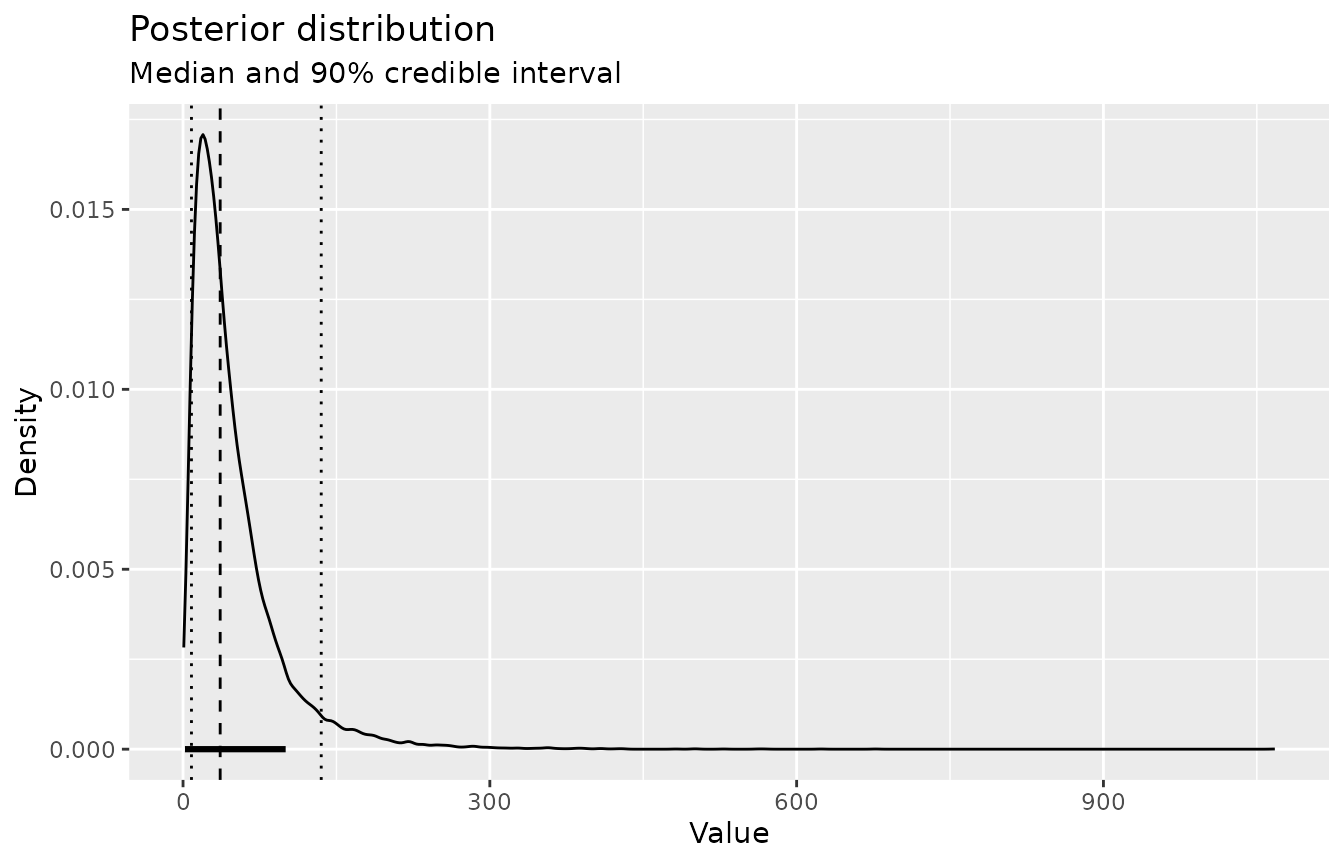 Posterior distribution
Median and 90% credible interval
0.015
0.010
0.005
0.000
Density
0 300 600 900
Value